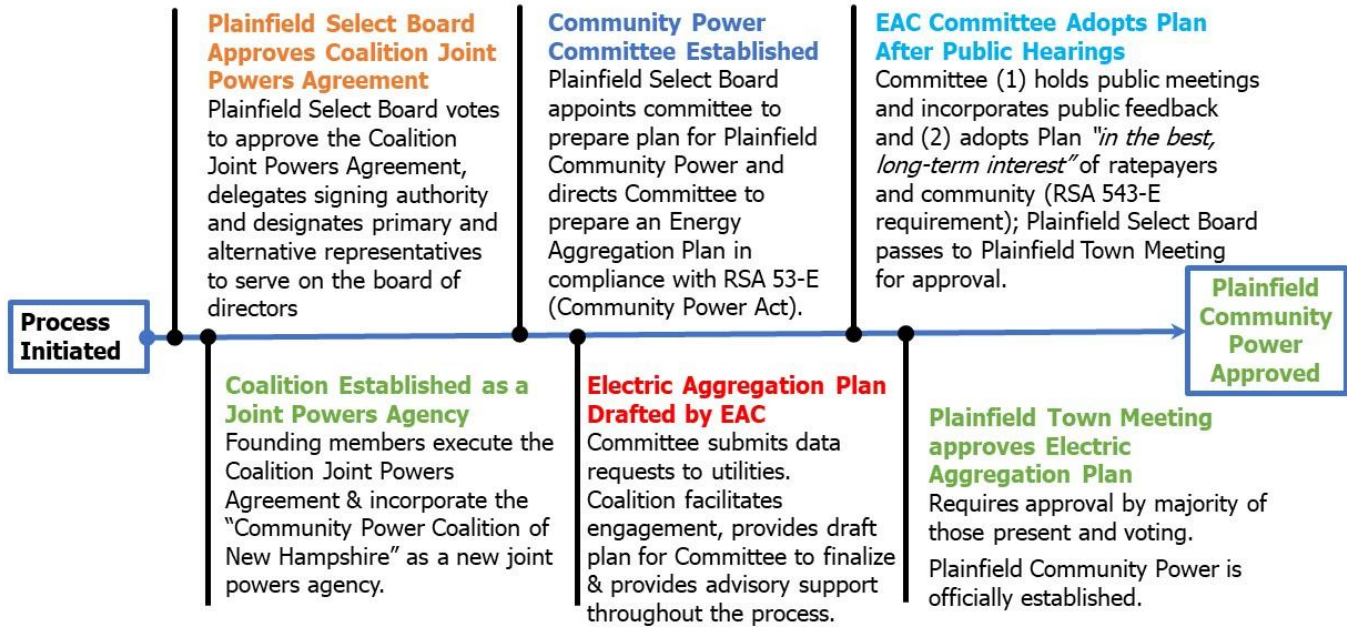 Process
Initiated
Plainfield Select Board
Approves Coalition Joint
Powers Agreement
Plainfield Select Board votes
to approve the Coalition
Joint Powers Agreement,
delegates signing authority
and designates primary and
alternative representatives
to serve on the board of
directors
Coalition Established as a
Joint Powers Agency
Founding members execute the
Coalition Joint Powers
Agreement & incorporate the
“Community Power Coalition of
New Hampshire” as a new joint
powers agency.
Community Power
Committee Established
Plainfield Select Board
appoints committee to
prepare plan for Plainfield
Community Power and
directs Committee to
prepare an Energy
Aggregation Plan in
compliance with RSA 53-E
(Community Power Act).
Electric Aggregation Plan
Drafted by EAC
Committee submits data
requests to utilities.
Coalition facilitates
engagement, provides draft
plan for Committee to finalize
& provides advisory support
throughout the process.
EAC Committee Adopts Plan
After Public Hearings
Committee (1) holds public meetings
and incorporates public feedback
and (2) adopts Plan “in the best,
long-term interest” of ratepayers
and community (RSA 543-E
requirement); Plainfield Select Board
passes to Plainfield Town Meeting
for approval.
Plainfield Town Meeting
approves Electric
Aggregation Plan
Requires approval by majority of
those present and voting.
Plainfield Community Power is
officially established.
Plainfield
Community
Power
Approved